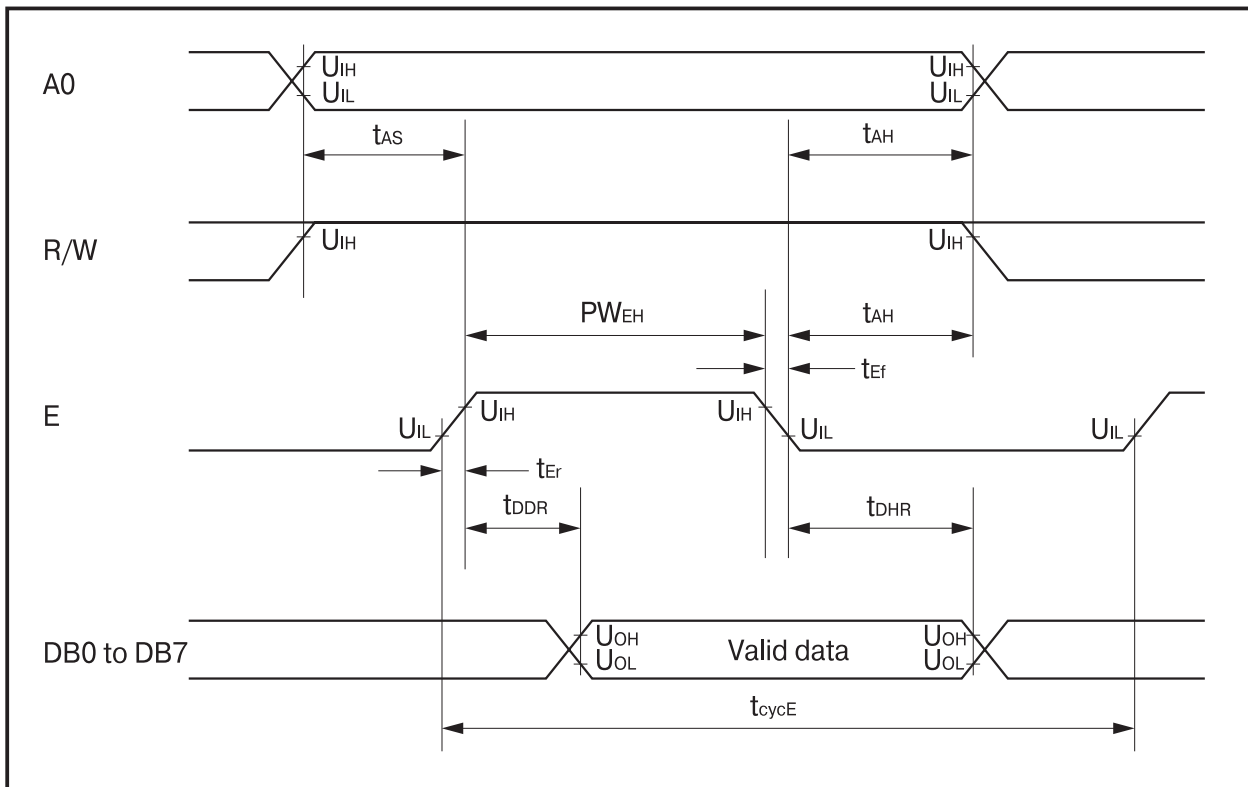 A0
UIH
UIL
UIH
UIL
tAS
tAH
R/W
UIH
UIH
PWEH
tAH
tEf
E
UIL
UIH
UIH
UIL
UIL
tEr
tDDR
tDHR
DB0 to DB7
UOH
UOL
Valid data
UOH
UOL
tcycE